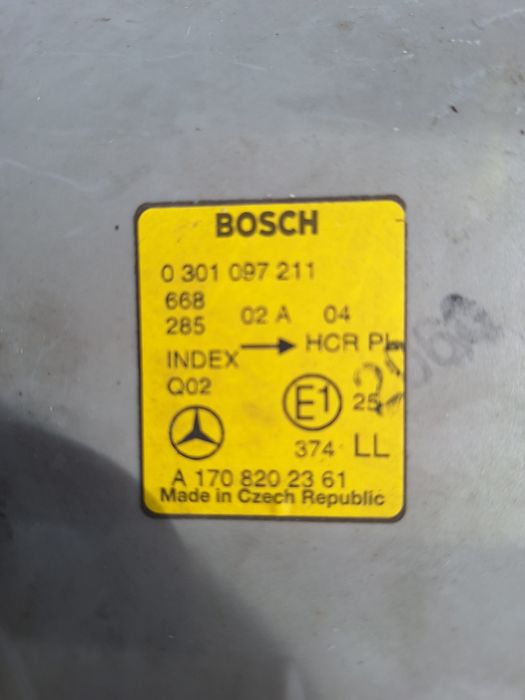 BOSCH
0 301 097 211
668
285 02 A 04
INDEX → HCR PL
Q02
E1 25
374 LL
A 170 820 23 61
Made in Czech Republic